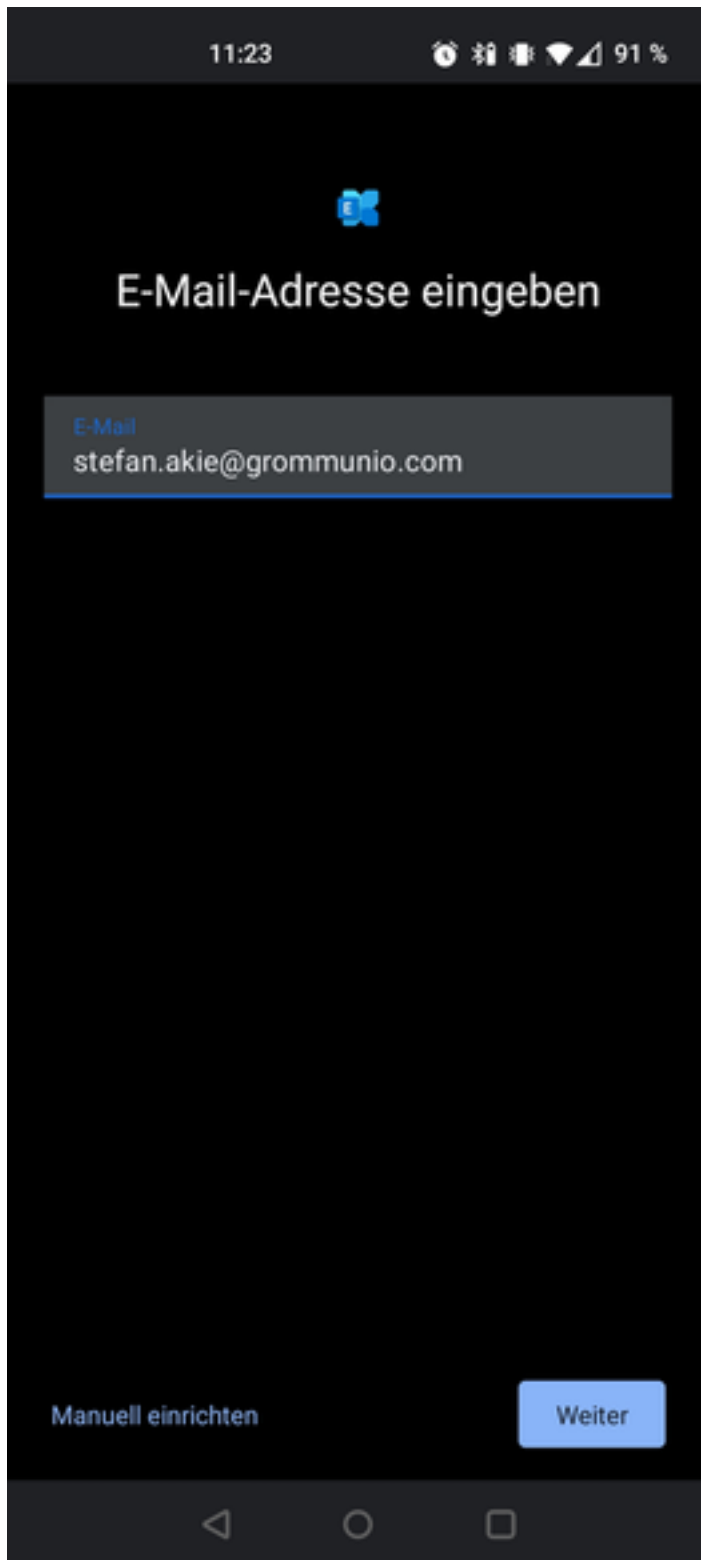 11:23 91 %
E
E-Mail-Adresse eingeben
E-Mail
stefan.akie@grommunio.com
Manuell einrichten Weiter